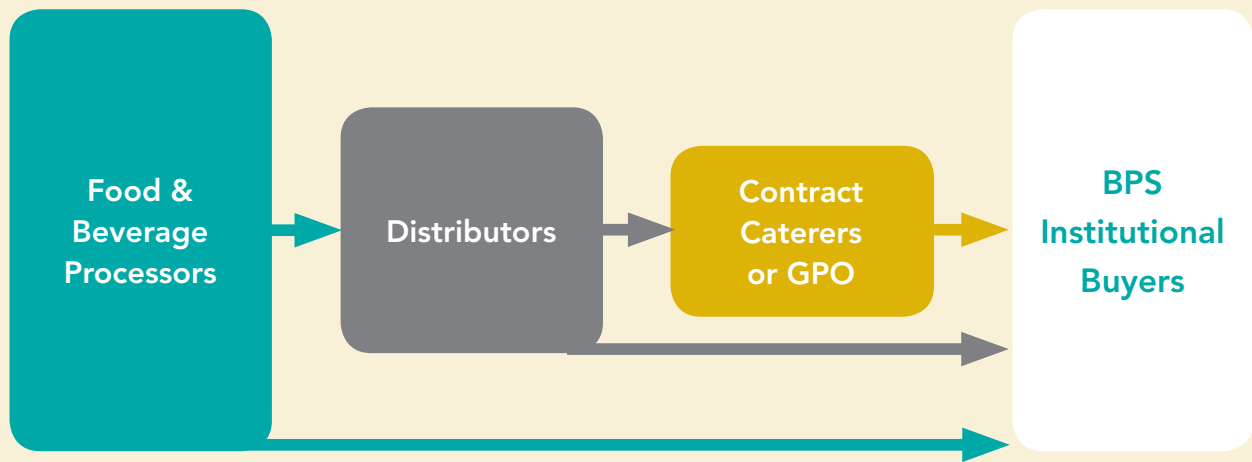 Food &
Beverage
Processors
Distributors
Contract
Caterers
or GPO
BPS
Institutional
Buyers